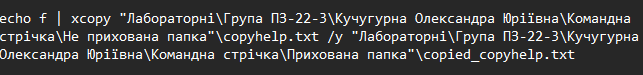 echo f | xcopy "Лабораторні\Група ПЗ-22-3\Кучугурна Олександра Юріївна\Командна
стрічка\Не прихована папка"\copyhelp.txt /y "Лабораторні\Група ПЗ-22-3\Кучугурна
Олександра Юріївна\Командна стрічка\Прихована папка"\copied_copyhelp.txt